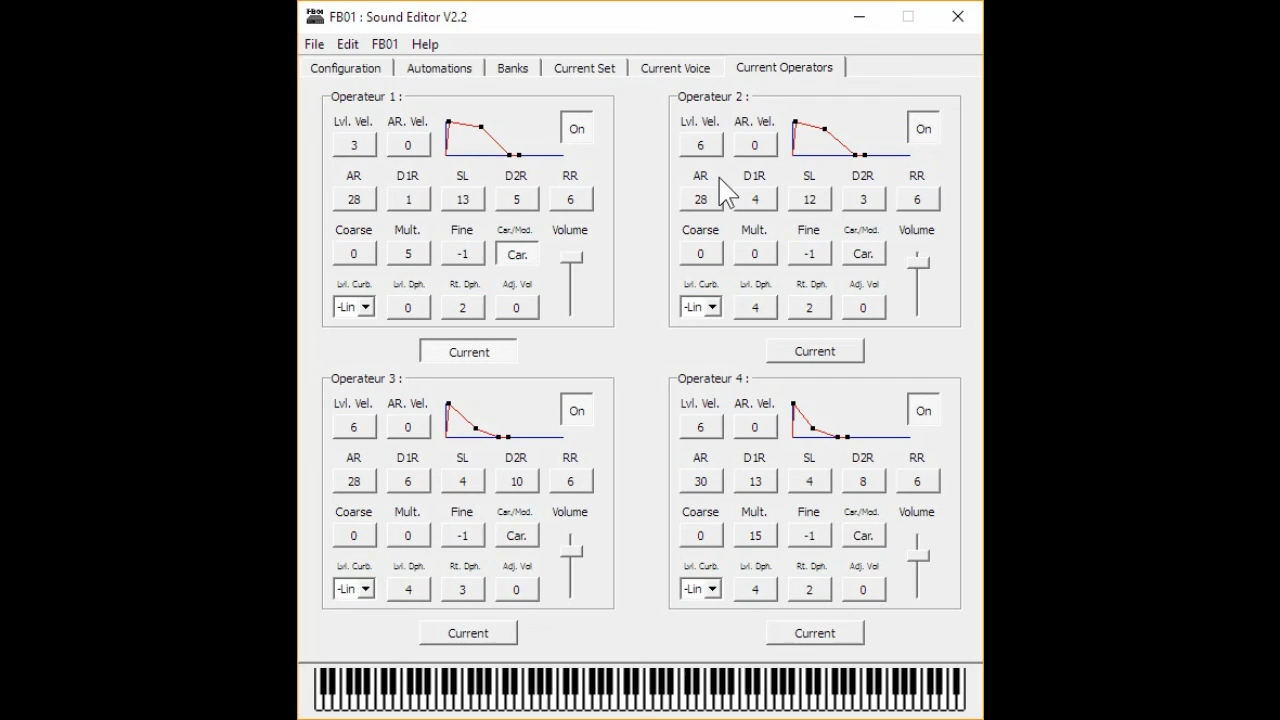 FB01 FB01 : Sound Editor V2.2
File Edit FB01 Help
Configuration Automations Banks Current Set Current Voice Current Operators
Operateur 1 :
Lvl. Vel. AR. Vel. On
3 0
AR D1R SL D2R RR
28 1 13 5 6
Coarse Mult. Fine Car./Mod. Volume
0 5 -1 Car.
Lvl. Curb. Lvl. Dph. Rt. Dph. Adj. Vol
-Lin 0 2 0
Current
Operateur 2 :
Lvl. Vel. AR. Vel. On
6 0
AR D1R SL D2R RR
28 4 12 3 6
Coarse Mult. Fine Car./Mod. Volume
0 0 -1 Car.
Lvl. Curb. Lvl. Dph. Rt. Dph. Adj. Vol
-Lin 4 2 0
Current
Operateur 3 :
Lvl. Vel. AR. Vel. On
6 0
AR D1R SL D2R RR
28 6 4 10 6
Coarse Mult. Fine Car./Mod. Volume
0 0 -1 Car.
Lvl. Curb. Lvl. Dph. Rt. Dph. Adj. Vol
-Lin 4 3 0
Current
Operateur 4 :
Lvl. Vel. AR. Vel. On
6 0
AR D1R SL D2R RR
30 13 4 8 6
Coarse Mult. Fine Car./Mod. Volume
0 15 -1 Car.
Lvl. Curb. Lvl. Dph. Rt. Dph. Adj. Vol
-Lin 4 2 0
Current